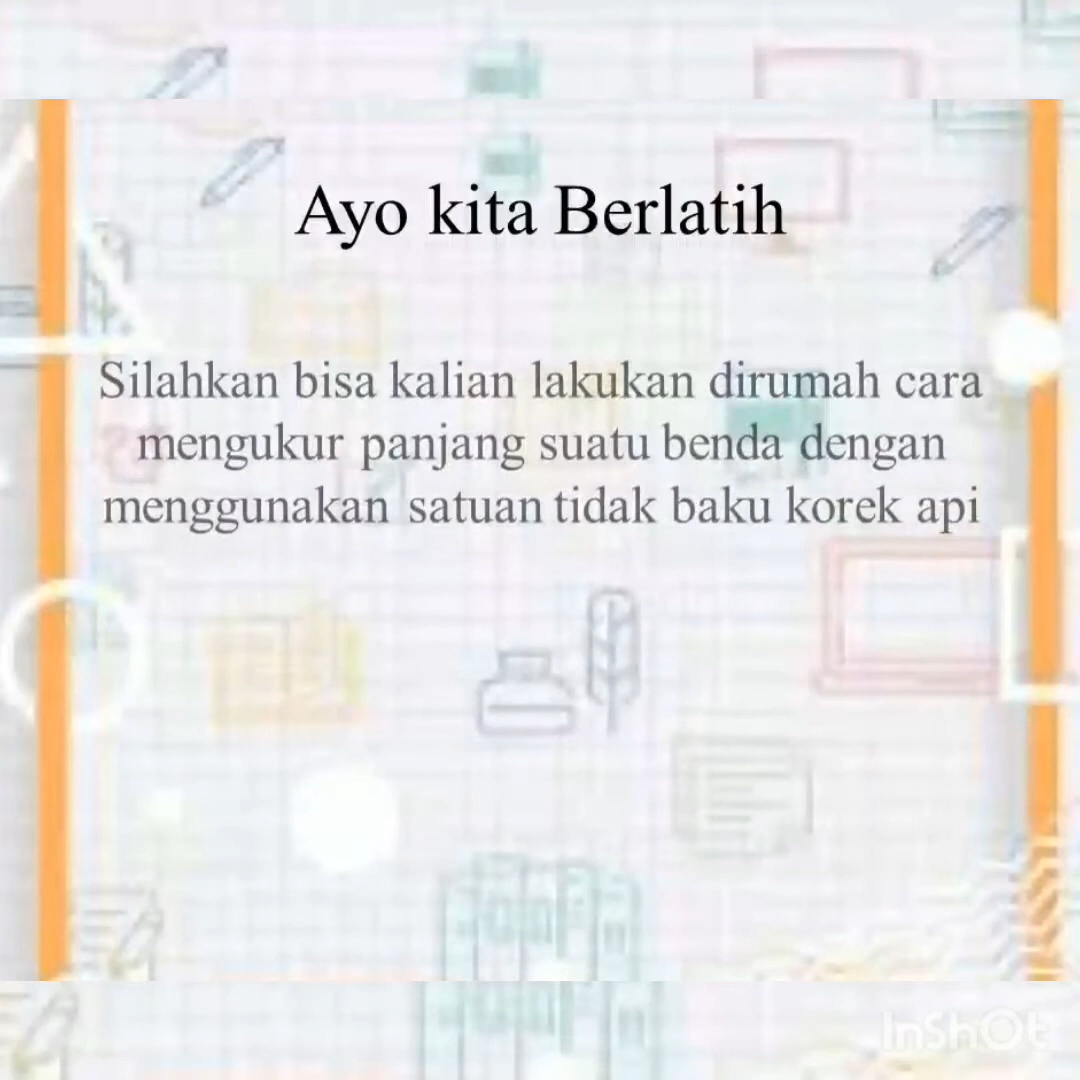 Ayo kita Berlatih
Silahkan bisa kalian lakukan dirumah cara
mengukur panjang suatu benda dengan
menggunakan satuan tidak baku korek api
InShOt